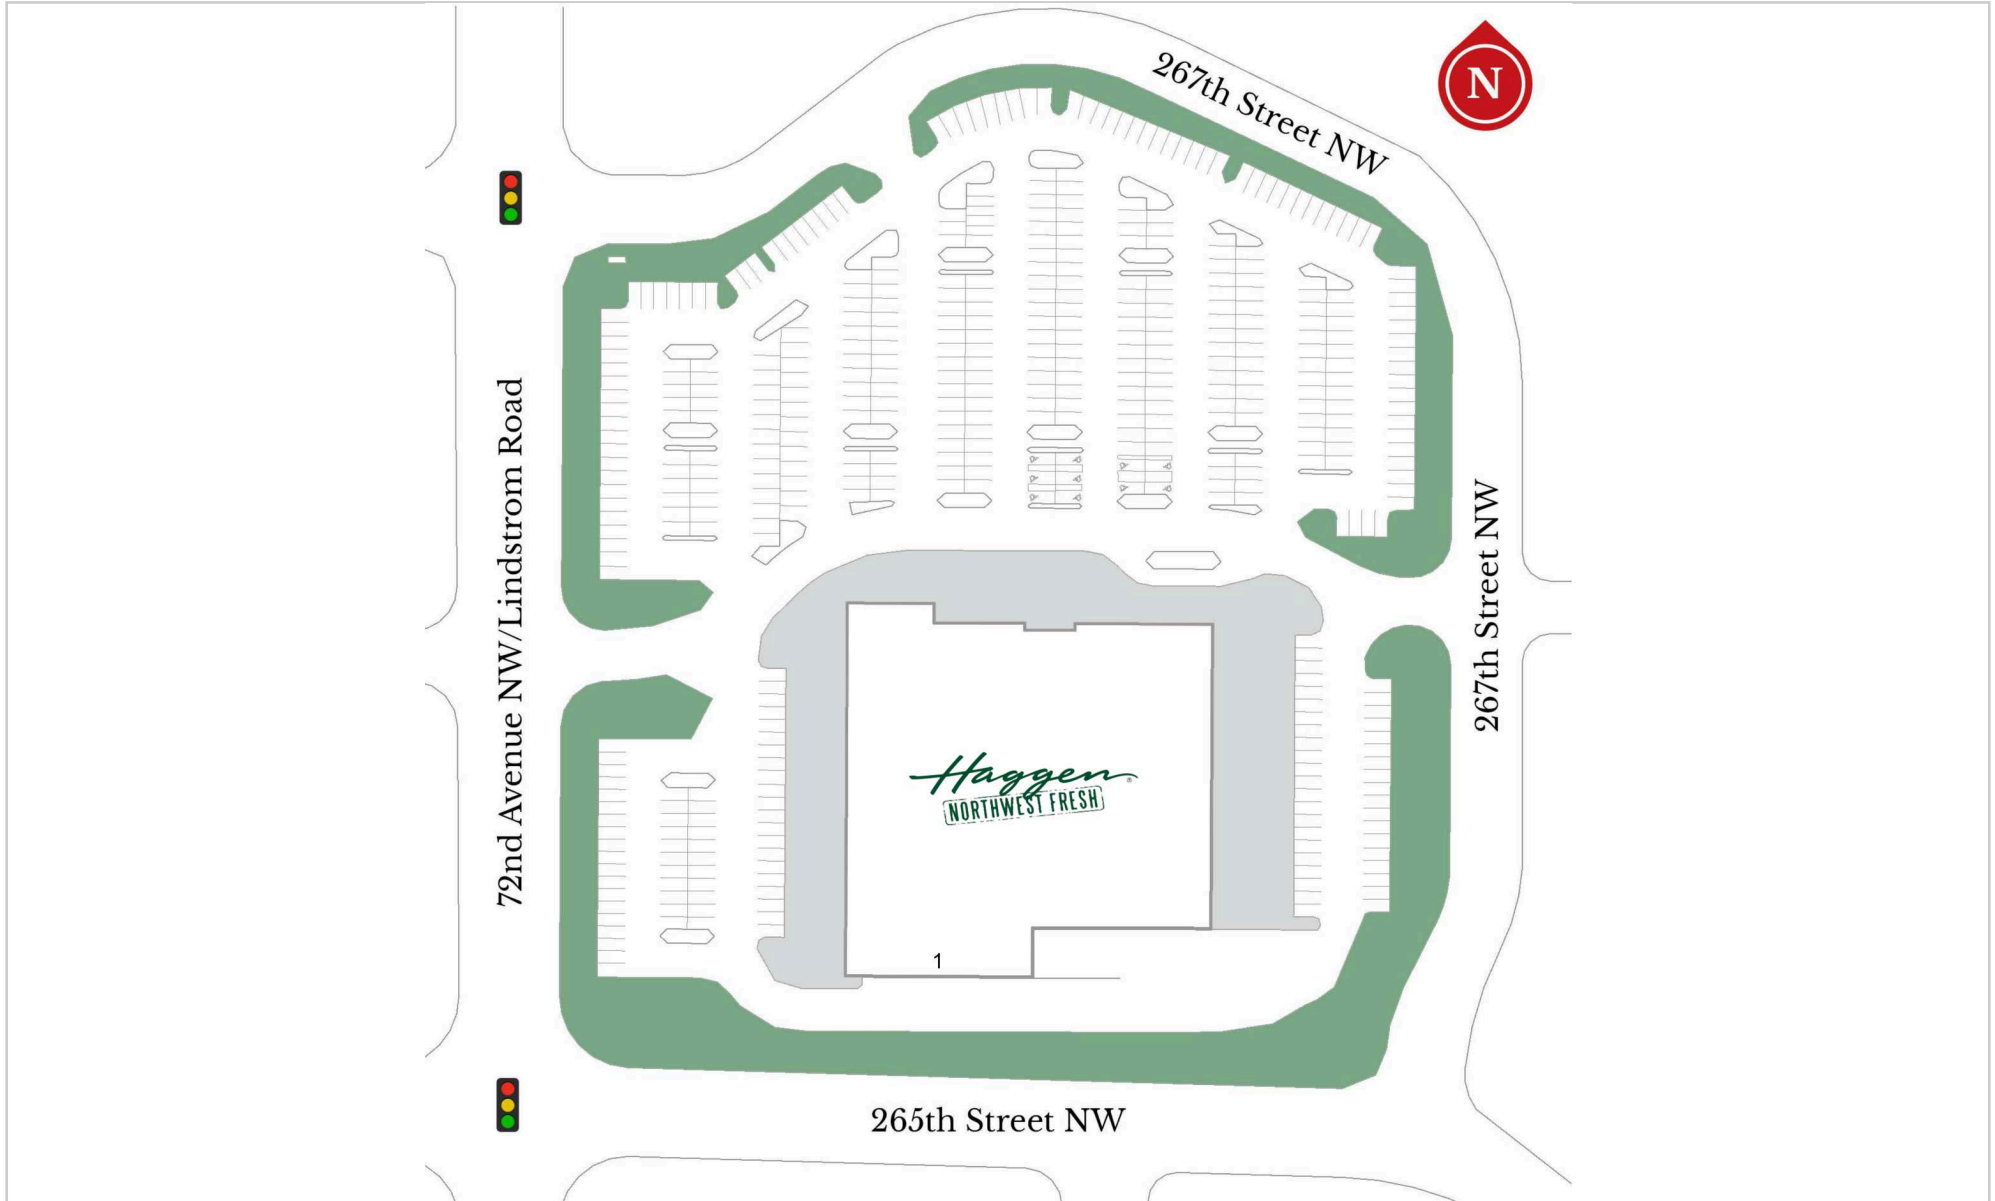 267th Street NW
N
72nd Avenue NW/Lindstrom Road
267th Street NW
Haggen®
NORTHWEST FRESH
1
265th Street NW